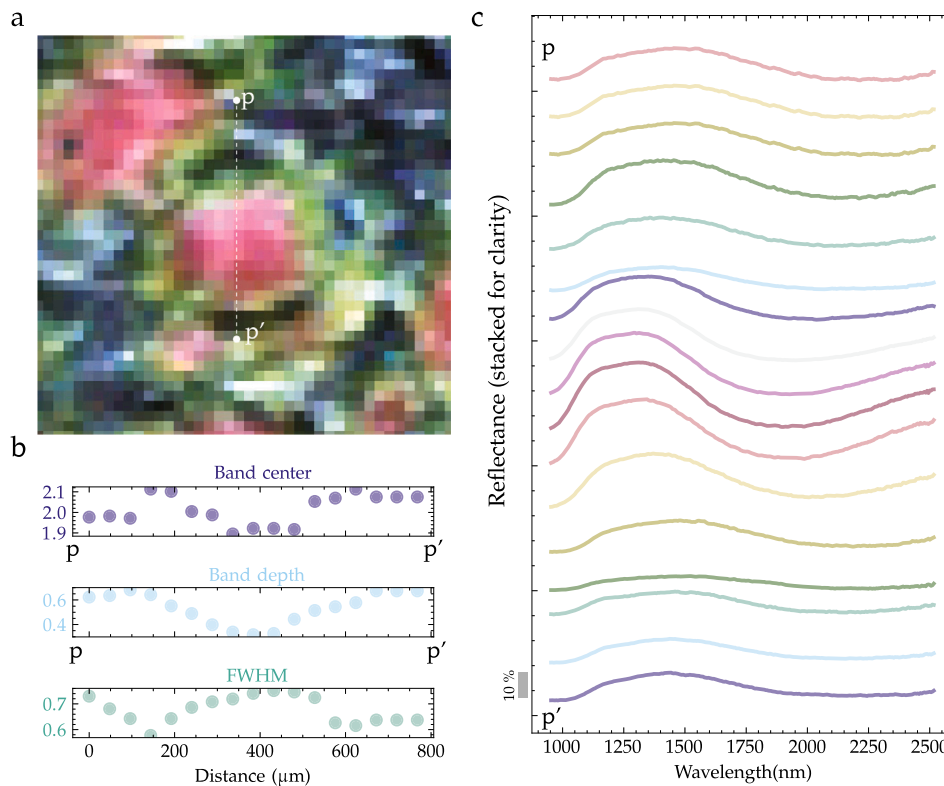 a
p
p′
b
Band center
2.1
2.0
1.9
p
p′
Band depth
0.6
0.4
p
p′
FWHM
0.7
0.6
0
200
400
600
800
Distance (µm)
c
p
Reflectance (stacked for clarity)
10 %
p′
1000
1250
1500
1750
2000
2250
2500
Wavelength(nm)